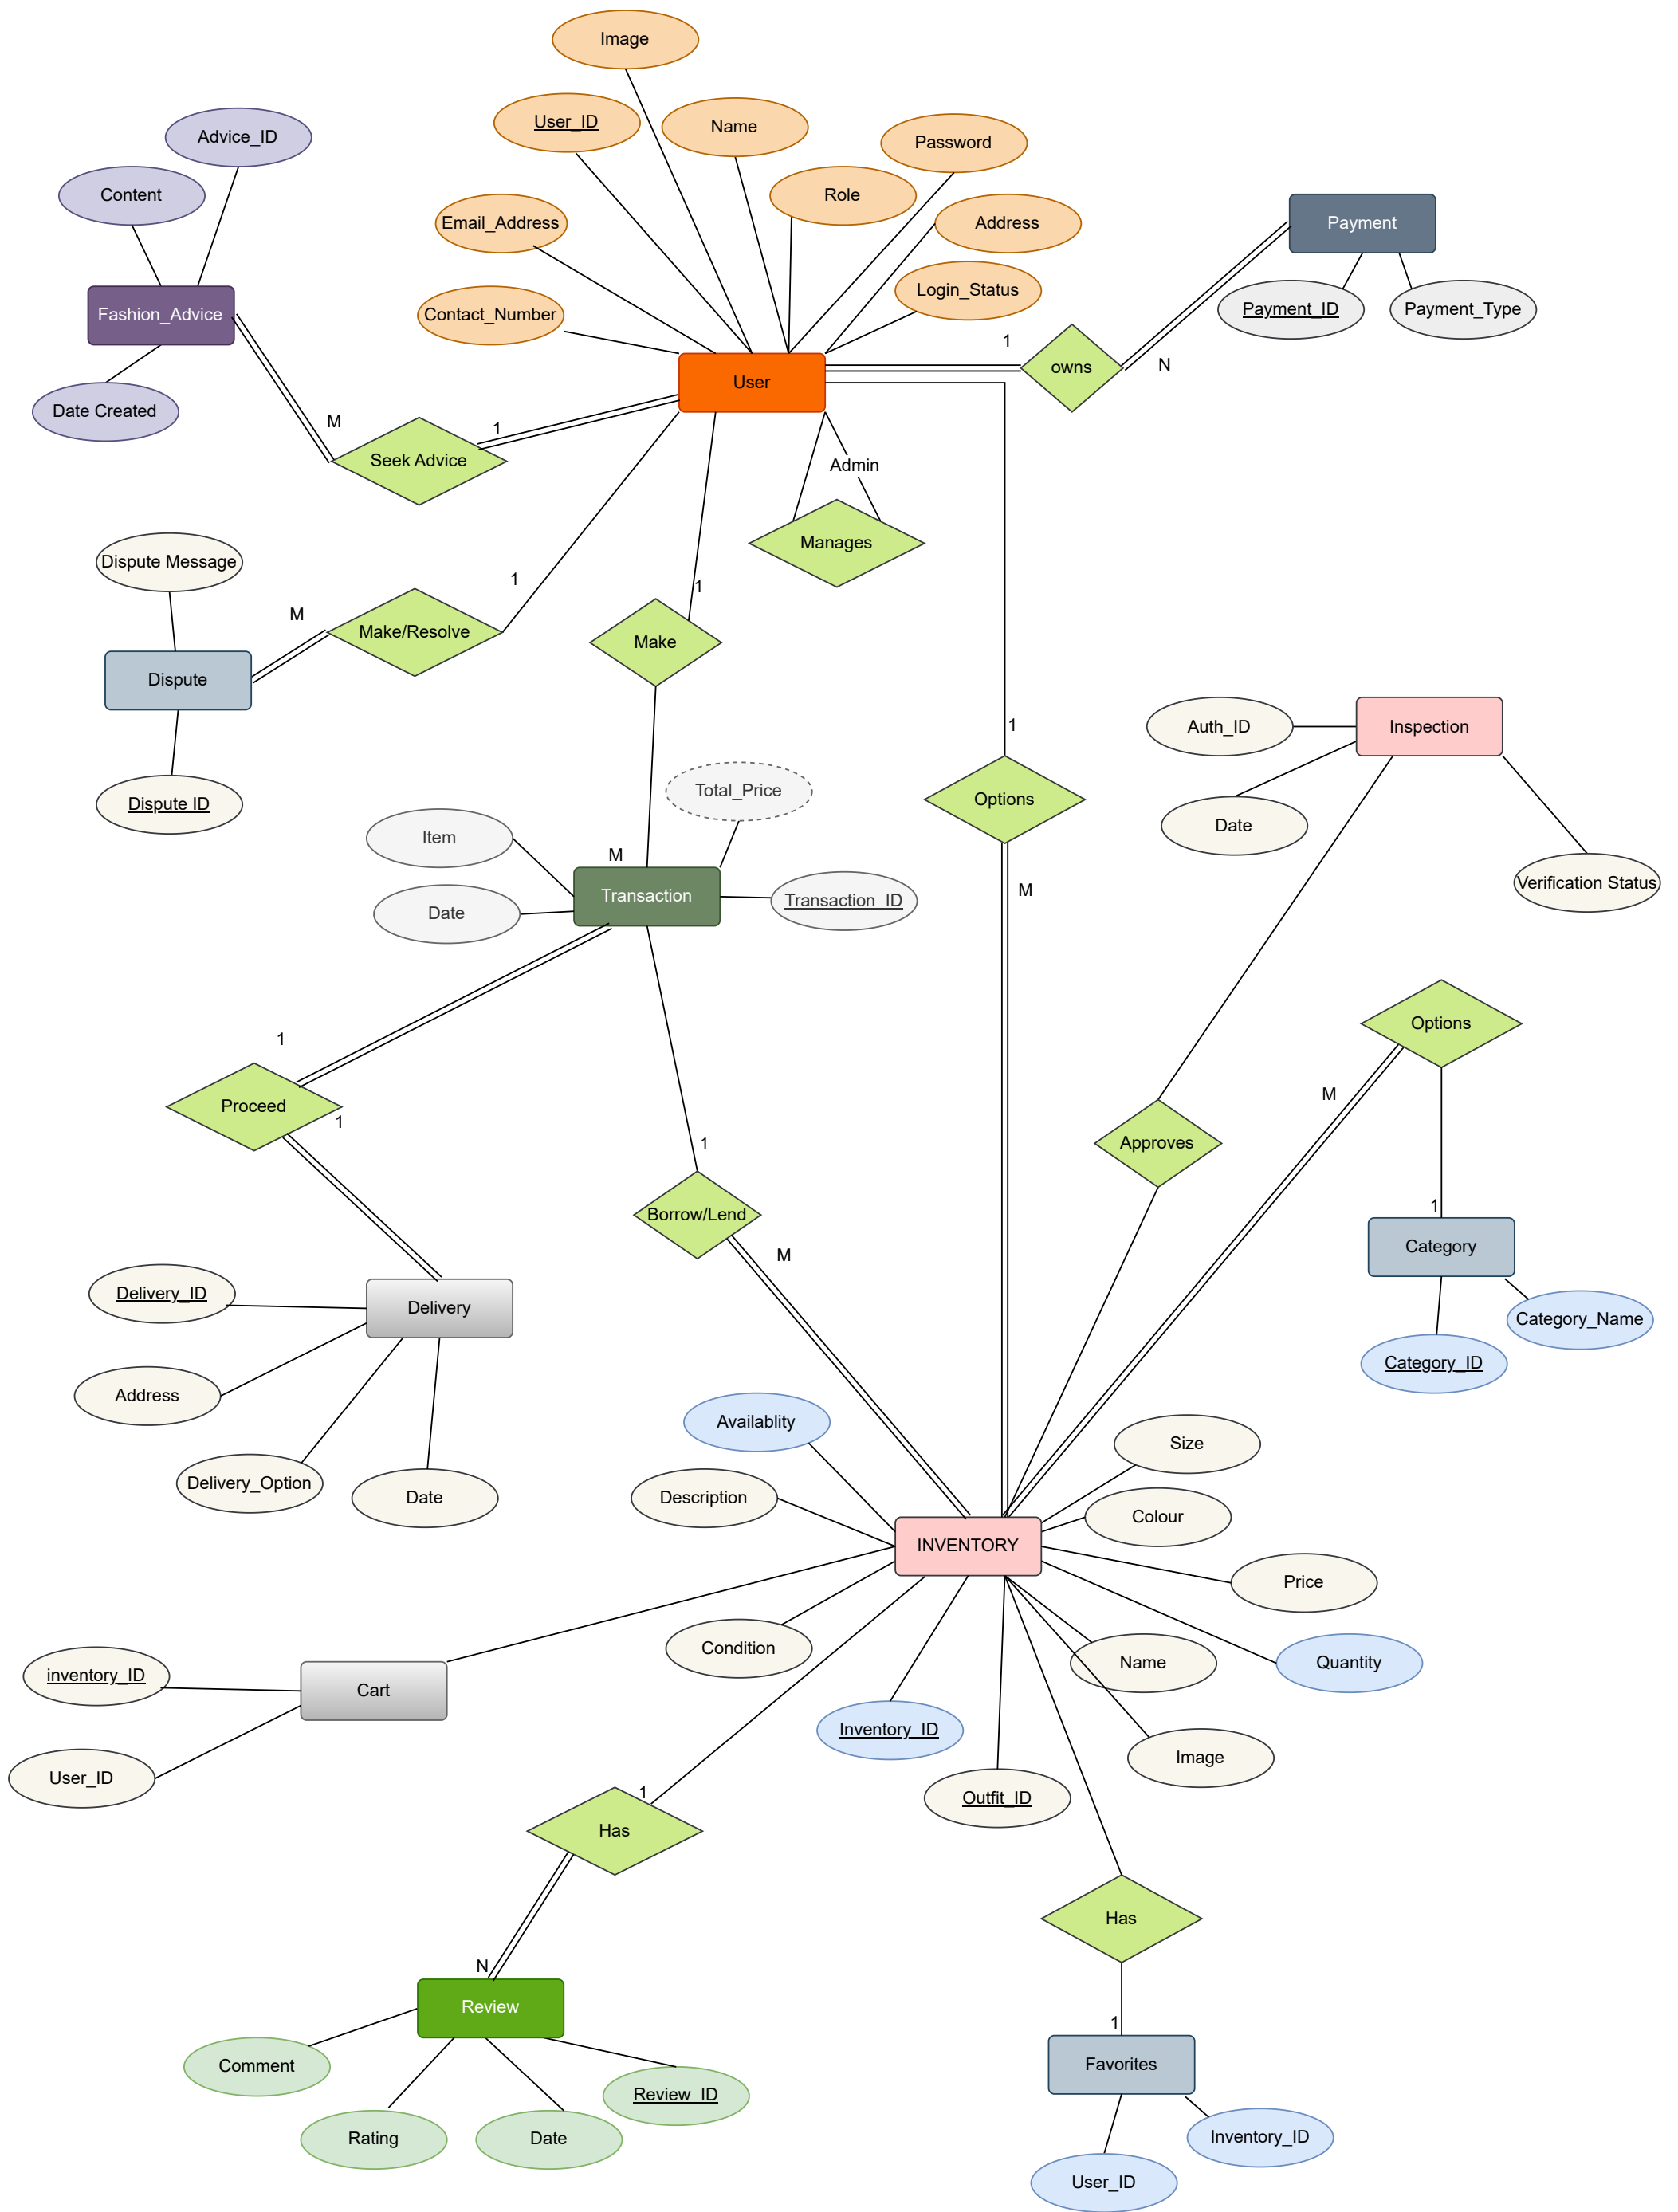 Image
User_ID
Name
Advice_ID
Password
Content
Role
Email_Address
Address
Payment
Login_Status
Payment_ID
Payment_Type
Fashion_Advice
Contact_Number
1
N
owns
User
Date Created
M
1
Seek Advice
Admin
Manages
Dispute Message
1
1
M
Make/Resolve
Make
Dispute
1
Auth_ID
Inspection
Total_Price
Options
Dispute ID
Item
Date
M
M
Verification Status
Transaction
Transaction_ID
Date
Options
1
M
Proceed
1
1
Approves
1
Borrow/Lend
M
Category
Delivery_ID
Delivery
Category_Name
Category_ID
Address
Availablity
Size
Delivery_Option
Date
Description
Colour
INVENTORY
Price
Condition
Name
Quantity
inventory_ID
Cart
Inventory_ID
Image
User_ID
1
Outfit_ID
Has
Has
N
Review
1
Comment
Favorites
Review_ID
Rating
Date
Inventory_ID
User_ID